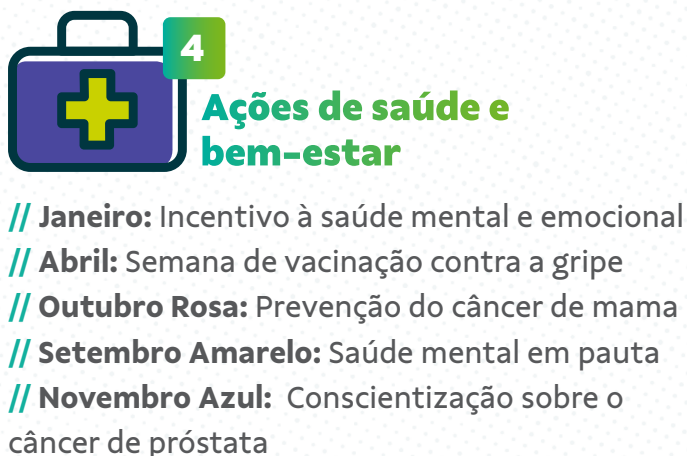 4
Ações de saúde e
bem-estar
// Janeiro: Incentivo à saúde mental e emocional
// Abril: Semana de vacinação contra a gripe
// Outubro Rosa: Prevenção do câncer de mama
// Setembro Amarelo: Saúde mental em pauta
// Novembro Azul: Conscientização sobre o
câncer de próstata